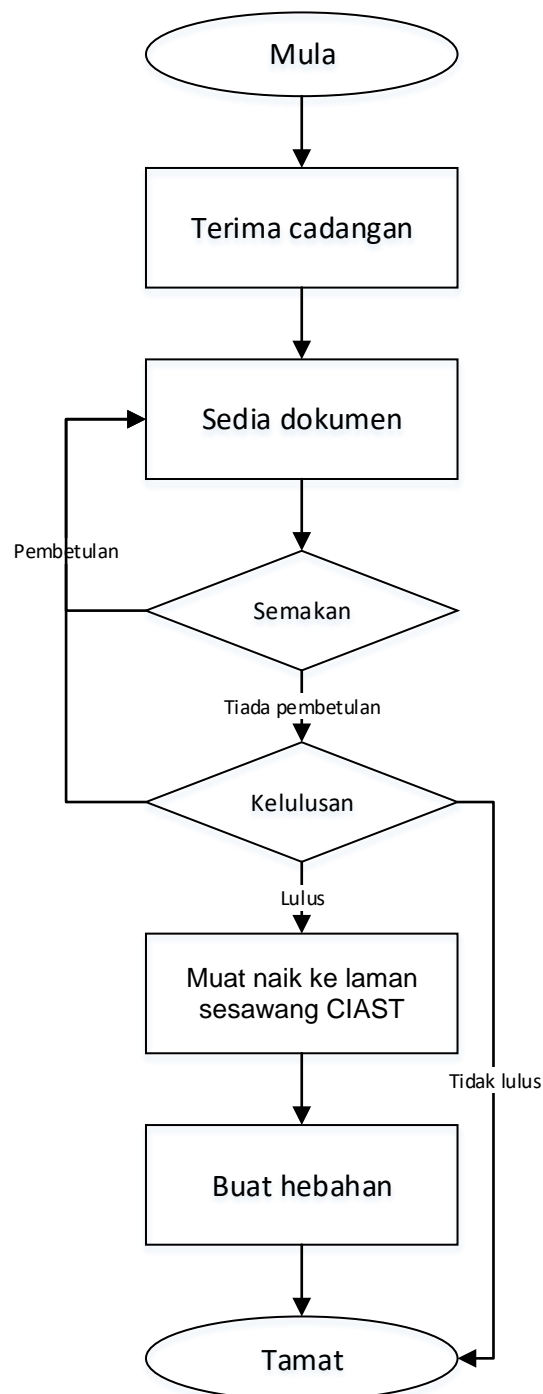 Mula
Terima cadangan
Sedia dokumen
Pembetulan
Semakan
Tiada pembetulan
Kelulusan
Lulus
Muat naik ke laman
sesawang CIAST
Tidak lulus
Buat hebahan
Tamat